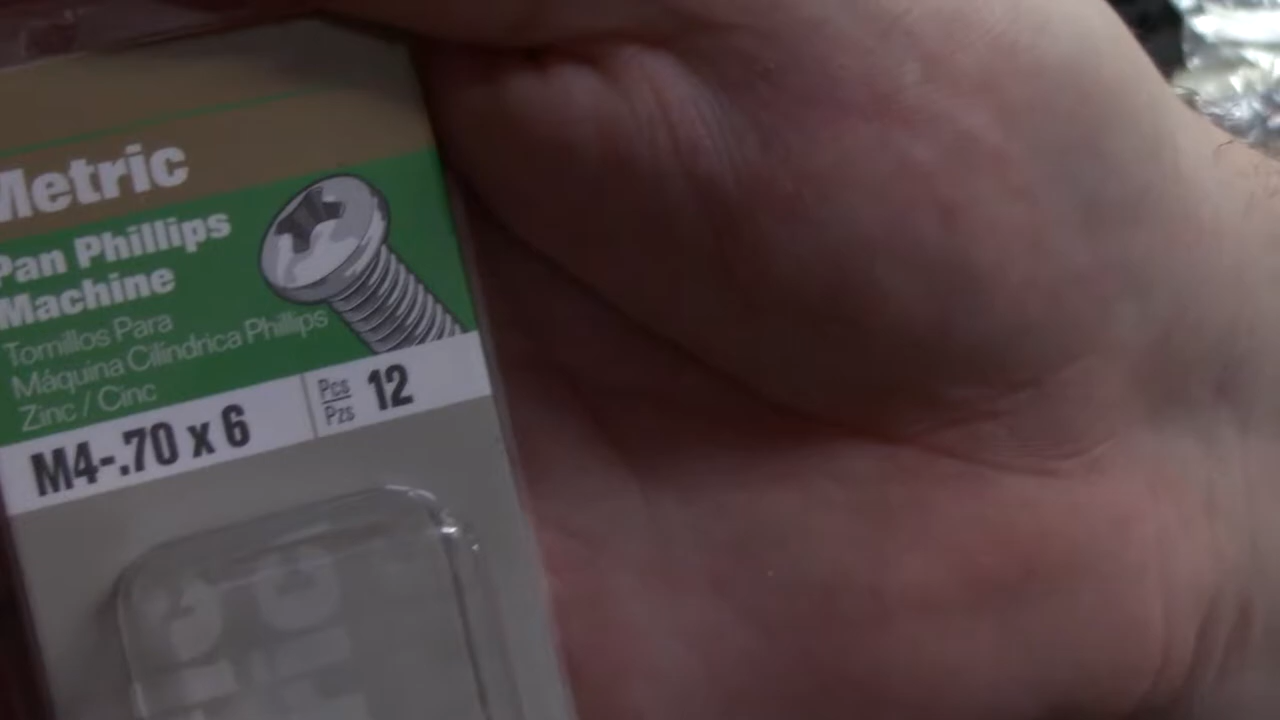 Metric
Pan Phillips
Machine
Tornillos Para
Máquina Cilíndrica Phillips
Zinc / Cinc
M4-.70 x 6
Pcs
Pzs
12